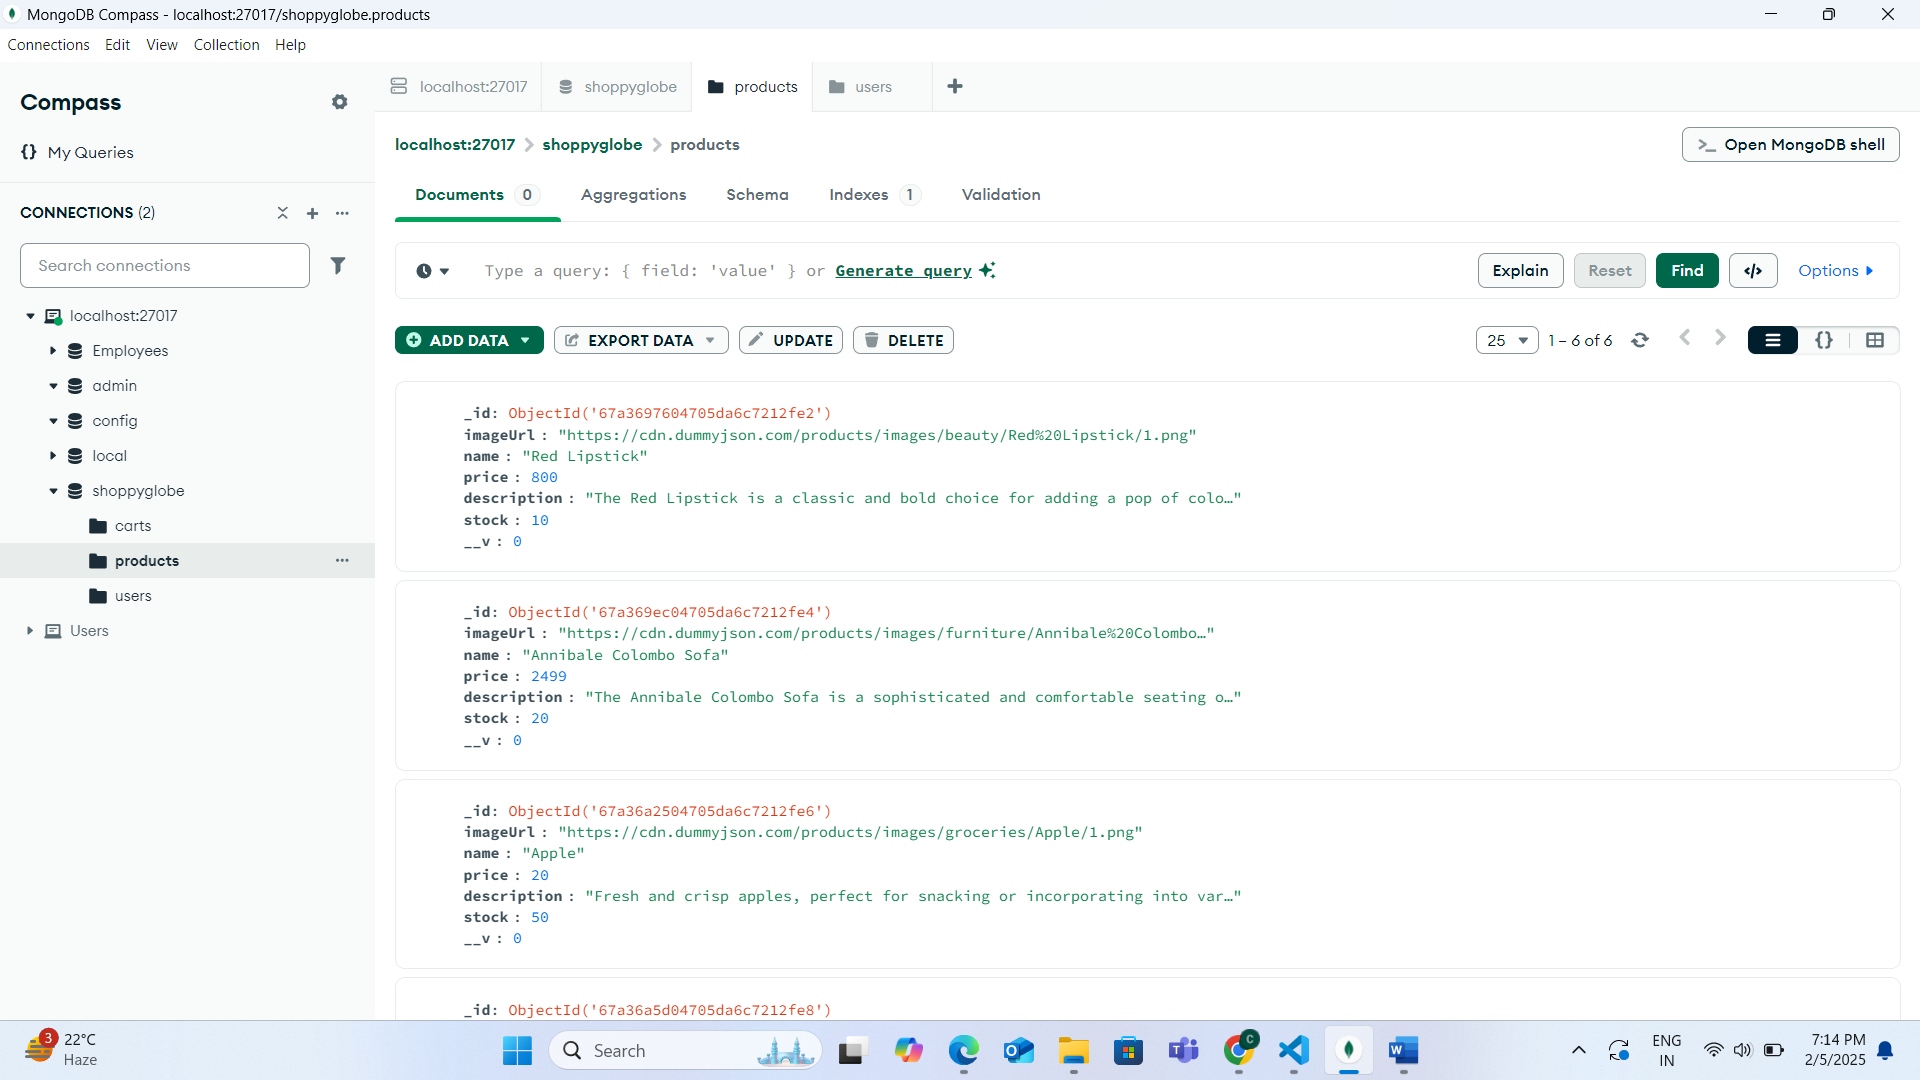 MongoDB Compass - localhost:27017/shoppyglobe.products
Connections Edit View Collection Help
Compass
{} My Queries
CONNECTIONS (2)
Search connections
localhost:27017
Employees
admin
config
local
shoppyglobe
carts
products
users
Users
localhost:27017 shoppyglobe products users
localhost:27017 > shoppyglobe > products
>_ Open MongoDB shell
Documents 0 Aggregations Schema Indexes 1 Validation
Type a query: { field: 'value' } or Generate query
Explain Reset Find </> Options
ADD DATA EXPORT DATA UPDATE DELETE
25 1 – 6 of 6 {}
_id: ObjectId('67a3697604705da6c7212fe2')
imageUrl : "https://cdn.dummyjson.com/products/images/beauty/Red%20Lipstick/1.png"
name : "Red Lipstick"
price : 800
description : "The Red Lipstick is a classic and bold choice for adding a pop of colo…"
stock : 10
__v : 0
_id: ObjectId('67a369ec04705da6c7212fe4')
imageUrl : "https://cdn.dummyjson.com/products/images/furniture/Annibale%20Colombo…"
name : "Annibale Colombo Sofa"
price : 2499
description : "The Annibale Colombo Sofa is a sophisticated and comfortable seating o…"
stock : 20
__v : 0
_id: ObjectId('67a36a2504705da6c7212fe6')
imageUrl : "https://cdn.dummyjson.com/products/images/groceries/Apple/1.png"
name : "Apple"
price : 20
description : "Fresh and crisp apples, perfect for snacking or incorporating into var…"
stock : 50
__v : 0
_id: ObjectId('67a36a5d04705da6c7212fe8')
3
22°C
Haze
Search
C
ENG
IN
7:14 PM
2/5/2025